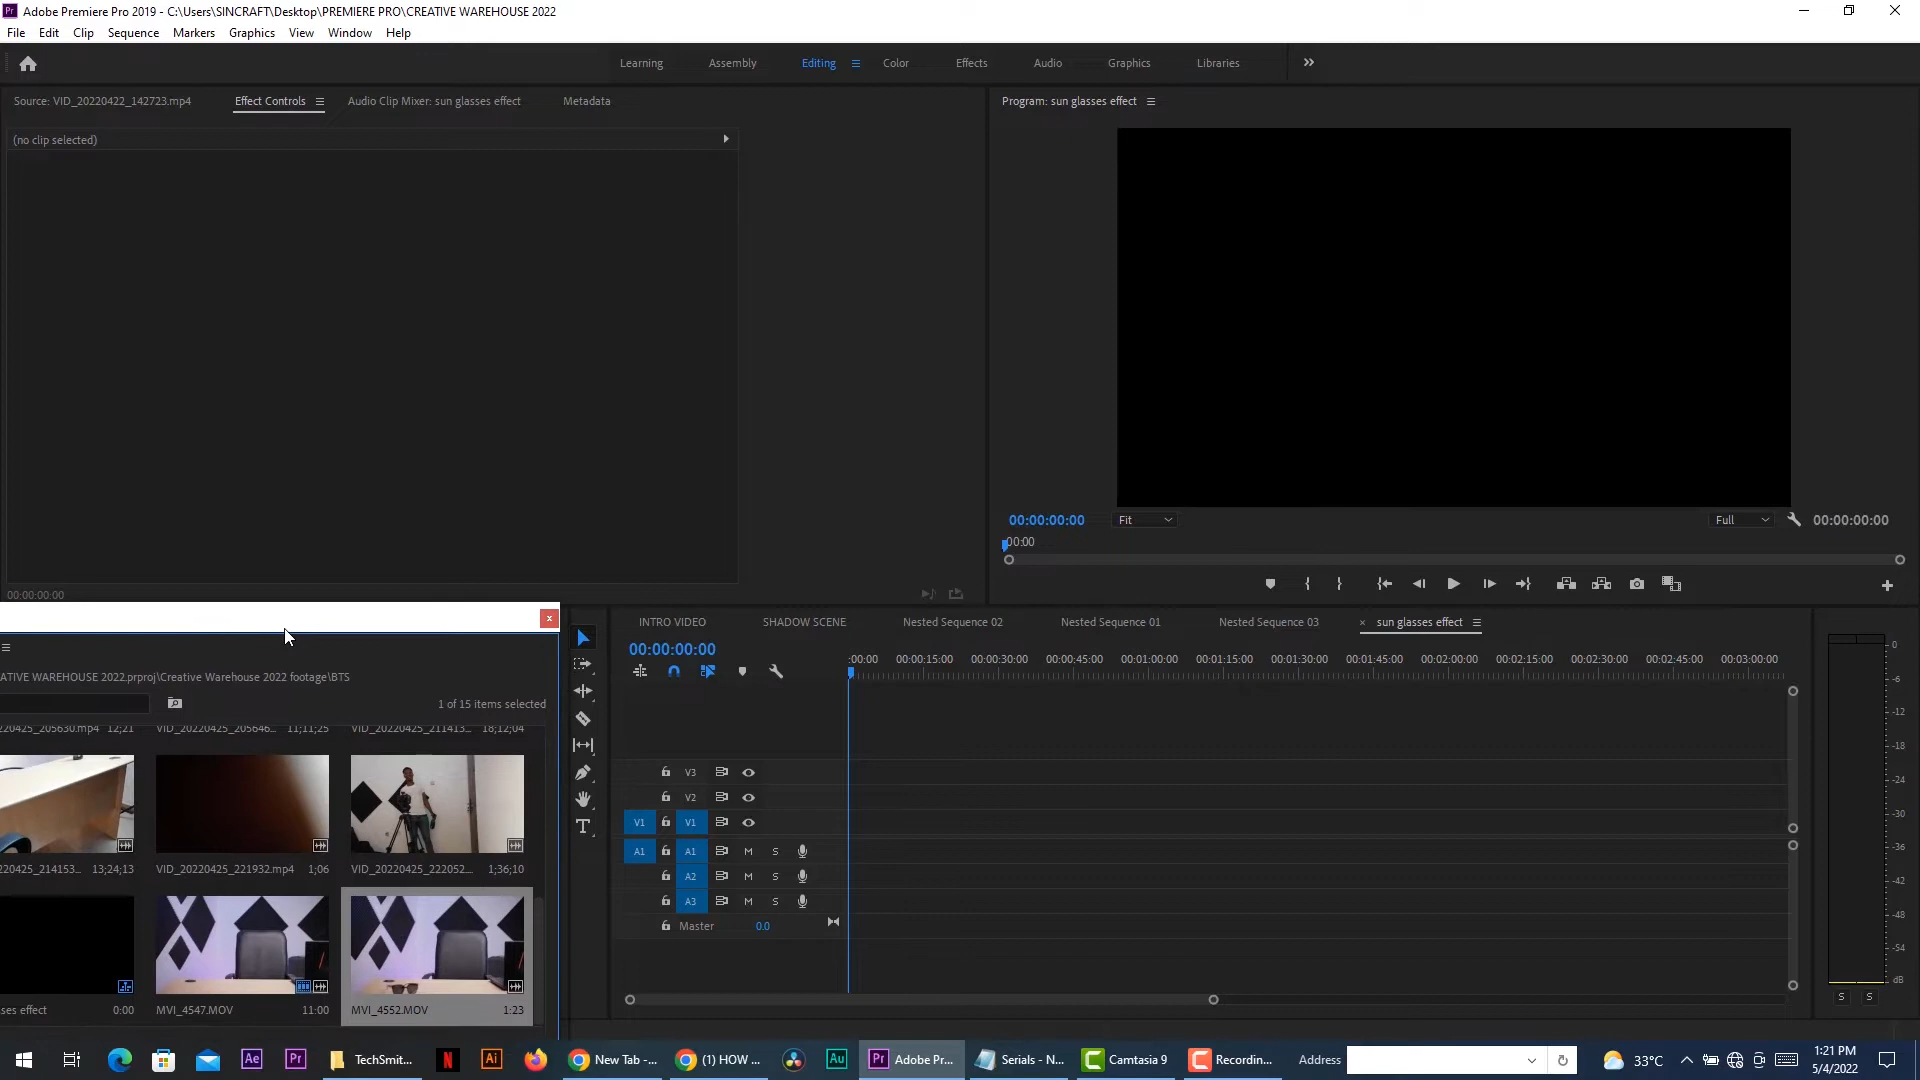 Adobe Premiere Pro 2019 - C:\Users\SINCRAFT\Desktop\PREMIERE PRO\CREATIVE WAREHOUSE 2022
File Edit Clip Sequence Markers Graphics View Window Help
Learning Assembly Editing Color Effects Audio Graphics Libraries
Source: VID_20220422_142723.mp4 Effect Controls Audio Clip Mixer: sun glasses effect Metadata
(no clip selected)
00;00;00;00
Program: sun glasses effect
00:00:00:00 Fit Full 00:00:00:00
00:00
ATIVE WAREHOUSE 2022.prproj\Creative Warehouse 2022 footage\BTS
1 of 15 items selected
0425_205630.mp4 12;21 VID_20220425_205646... 11;11;25 VID_20220425_211413... 18;12;04
0220425_214153... 13;24;13 VID_20220425_221932.mp4 1;06 VID_20220425_222052... 1;36;10
ses effect 0:00 MVI_4547.MOV 11:00 MVI_4552.MOV 1:23
INTRO VIDEO SHADOW SCENE Nested Sequence 02 Nested Sequence 01 Nested Sequence 03 × sun glasses effect
00:00:00:00
:00:00 00:00:15:00 00:00:30:00 00:00:45:00 00:01:00:00 00:01:15:00 00:01:30:00 00:01:45:00 00:02:00:00 00:02:15:00 00:02:30:00 00:02:45:00 00:03:00:00
V3
V2
V1 V1
A1 A1 M S
A2 M S
A3 M S
Master 0.0
0
-6
-12
-18
-24
-30
-36
-42
-48
-54
dB
S S
Ae Pr TechSmit... N Ai New Tab -... (1) HOW ... Au Pr Adobe Pr... Serials - N... Camtasia 9 Recordin... Address 33°C
1:21 PM
5/4/2022